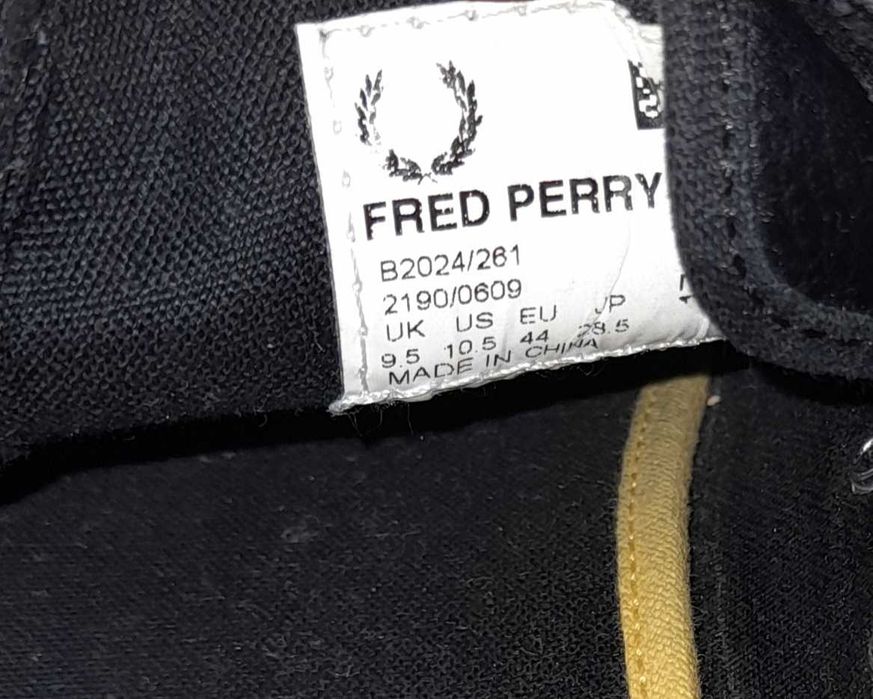 FRED PERRY
B2024/261
2190/0609
UK US EU JP
9.5 10.5 44 28.5
MADE IN CHINA